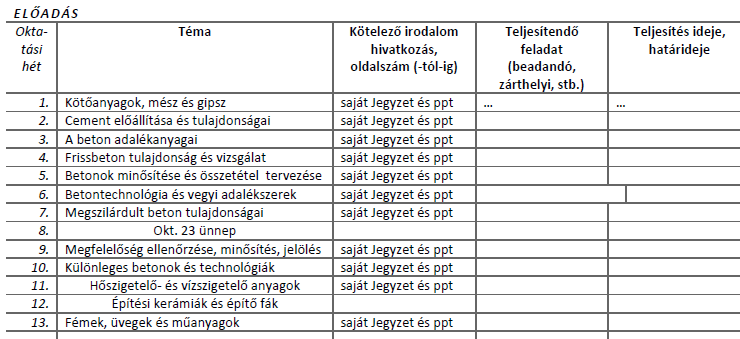 ELŐADÁS
Okta-
tási
hét
Téma
Kötelező irodalom
hivatkozás,
oldalszám (-tól-ig)
Teljesítendő
feladat
(beadandó,
zárthelyi, stb.)
Teljesítés ideje,
határideje
1. Kötőanyagok, mész és gipsz saját Jegyzet és ppt … …
2. Cement előállítása és tulajdonságai saját Jegyzet és ppt
3. A beton adalékanyagai saját Jegyzet és ppt
4. Frissbeton tulajdonság és vizsgálat saját Jegyzet és ppt
5. Betonok minősítése és összetétel tervezése saját Jegyzet és ppt
6. Betontechnológia és vegyi adalékszerek saját Jegyzet és ppt
7. Megszilárdult beton tulajdonságai saját Jegyzet és ppt
8. Okt. 23 ünnep
9. Megfelelőség ellenőrzése, minősítés, jelölés saját Jegyzet és ppt
10. Különleges betonok és technológiák saját Jegyzet és ppt
11. Hőszigetelő- és vízszigetelő anyagok saját Jegyzet és ppt
12. Építési kerámiák és építő fák
13. Fémek, üvegek és műanyagok saját Jegyzet és ppt